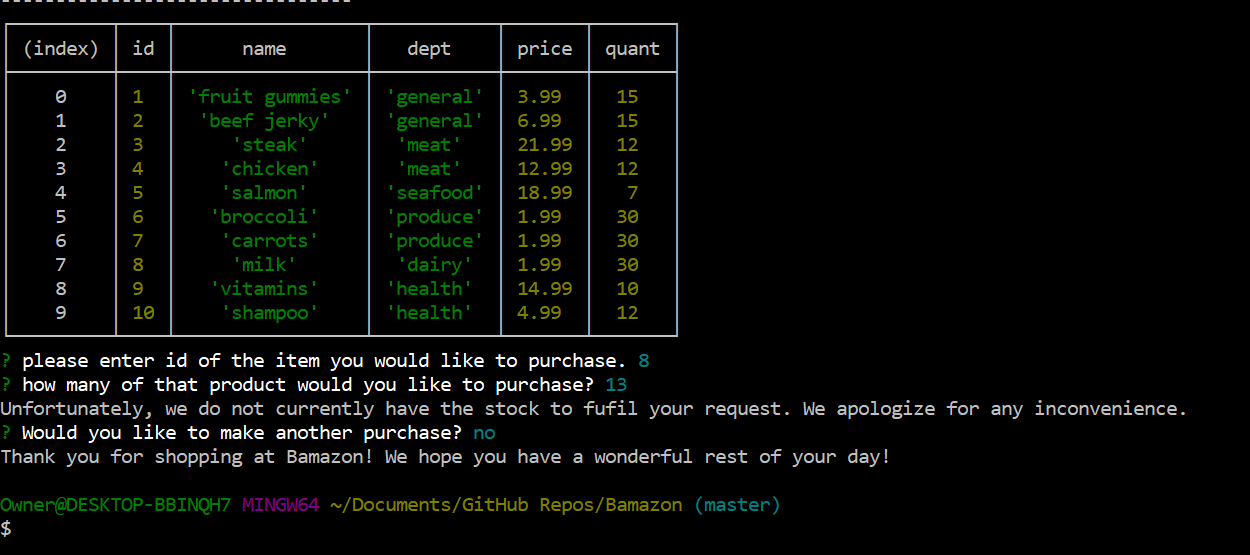 (index) id name dept price quant
0 1 'fruit gummies' 'general' 3.99 15
1 2 'beef jerky' 'general' 6.99 15
2 3 'steak' 'meat' 21.99 12
3 4 'chicken' 'meat' 12.99 12
4 5 'salmon' 'seafood' 18.99 7
5 6 'broccoli' 'produce' 1.99 30
6 7 'carrots' 'produce' 1.99 30
7 8 'milk' 'dairy' 1.99 30
8 9 'vitamins' 'health' 14.99 10
9 10 'shampoo' 'health' 4.99 12
? please enter id of the item you would like to purchase. 8
? how many of that product would you like to purchase? 13
Unfortunately, we do not currently have the stock to fufil your request. We apologize for any inconvenience.
? Would you like to make another purchase? no
Thank you for shopping at Bamazon! We hope you have a wonderful rest of your day!
Owner@DESKTOP-BBINQH7 MINGW64 ~/Documents/GitHub Repos/Bamazon (master)
$